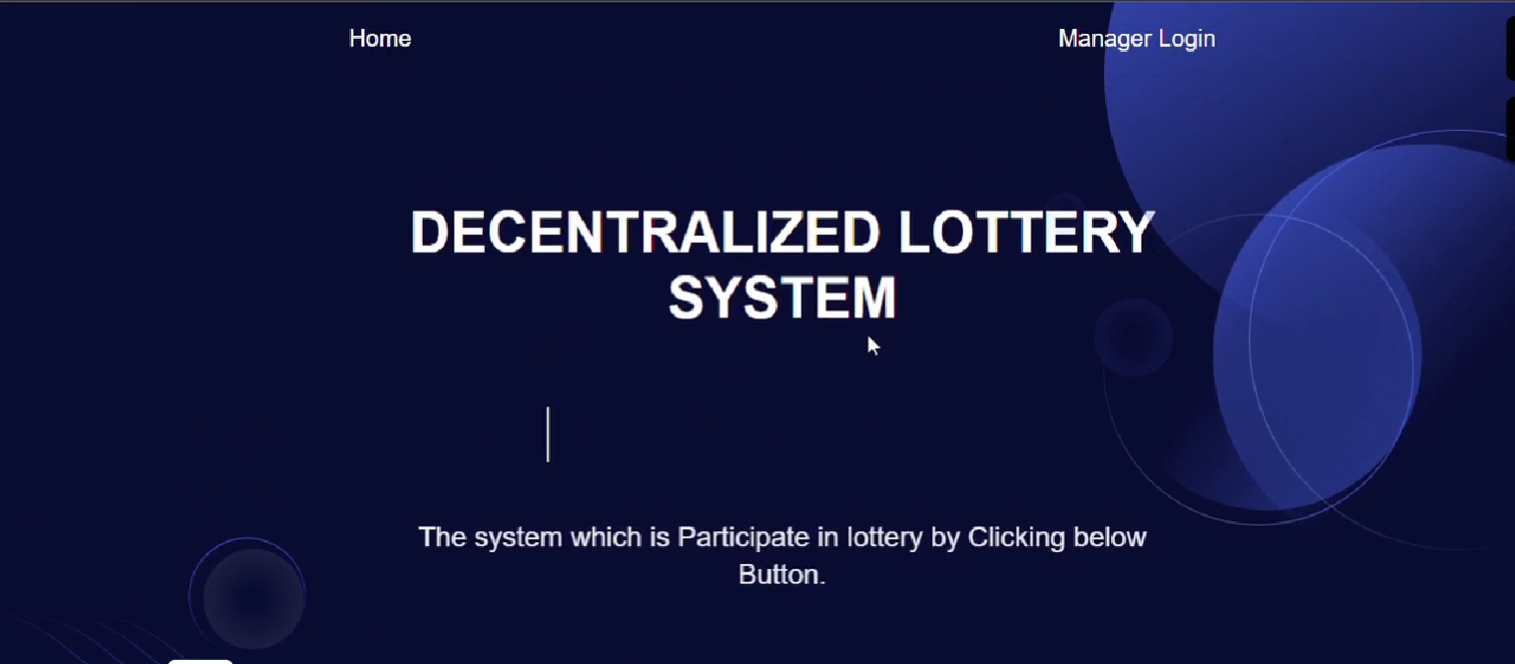 Home
Manager Login
DECENTRALIZED LOTTERY
SYSTEM
The system which is Participate in lottery by Clicking below
Button.